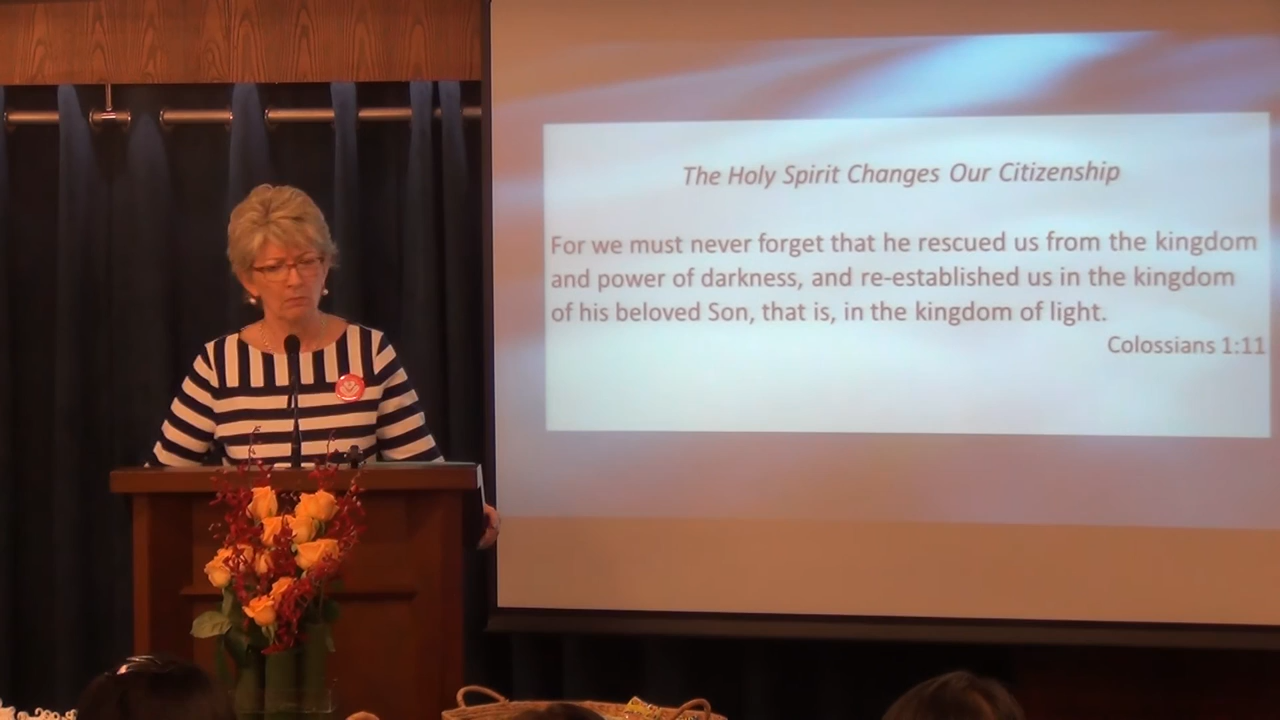 The Holy Spirit Changes Our Citizenship
For we must never forget that he rescued us from the kingdom
and power of darkness, and re-established us in the kingdom
of his beloved Son, that is, in the kingdom of light.
Colossians 1:11